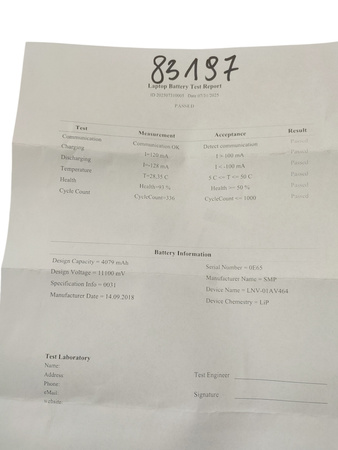 83197
Laptop Battery Test Report
PASSED
Test Measurement Acceptance Result
Communication Communication OK Detect communication Passed
Charging I=128 mA I > 100 mA Passed
Discharging I=-128 mA I < -100 mA Passed
Temperature T=28,35 C 5 C <= T <= 50 C Passed
Health Health=93 % Health >= 50 % Passed
Cycle Count CycleCount=336 CycleCount <= 1000 Passed
Battery Information
Design Capacity = 4079 mAh Serial Number = 0E65
Design Voltage = 11100 mV Manufacturer Name = SMP
Specification Info = 0031 Device Name = LNV-01AV464
Manufacturer Date = 14.09.2018 Device Chemistry = LiP
Test Laboratory
Name:
Address:
Phone:
eMail:
Test Engineer
Signature